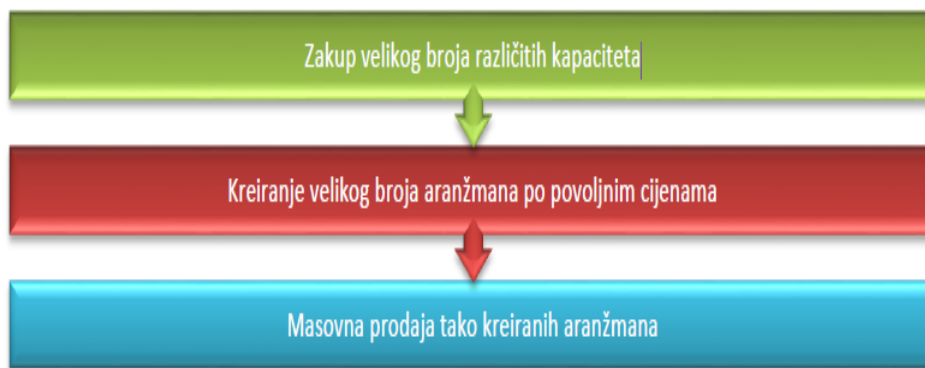 Zakup velikog broja različitih kapaciteta
Kreiranje velikog broja aranžmana po povoljnim cijenama
Masovna prodaja tako kreiranih aranžmana